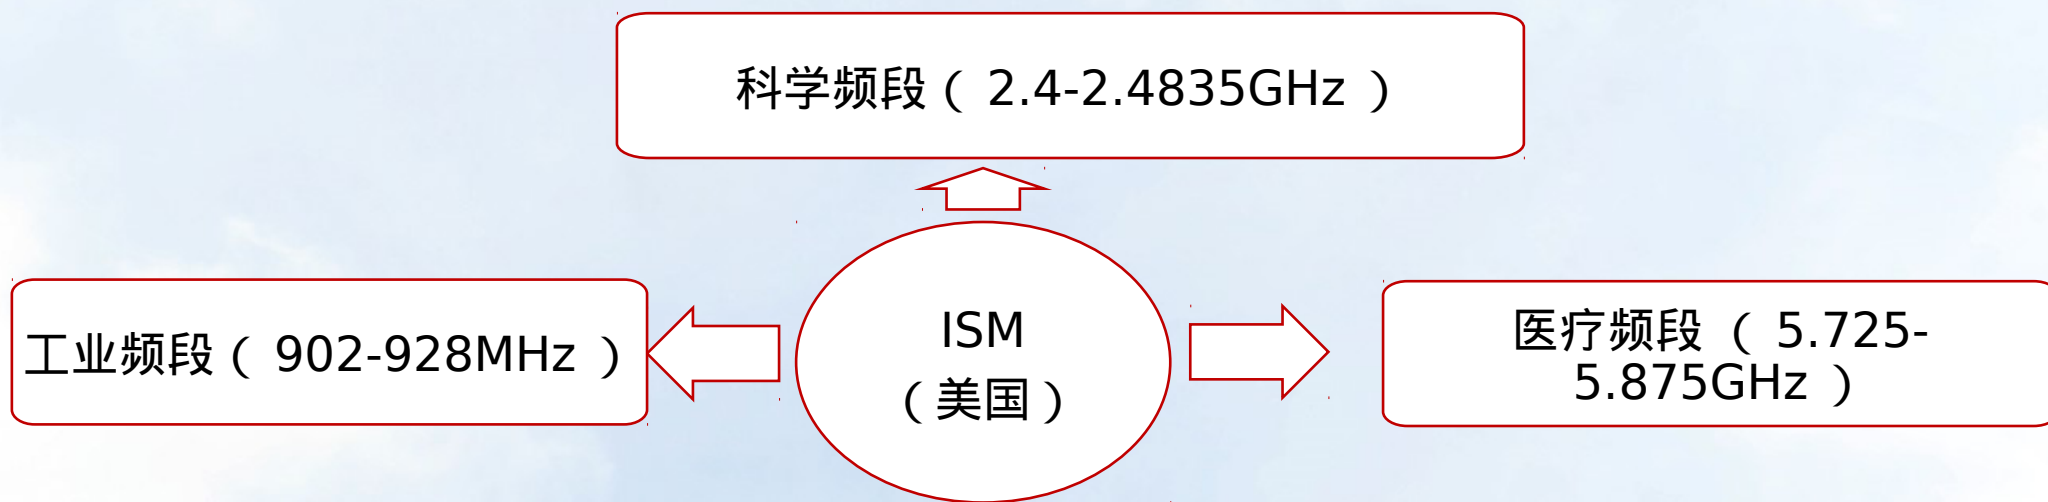 科学频段（ 2.4-2.4835GHz ）
工业频段（ 902-928MHz ）
ISM
（美国）
医疗频段 （ 5.725-
5.875GHz ）